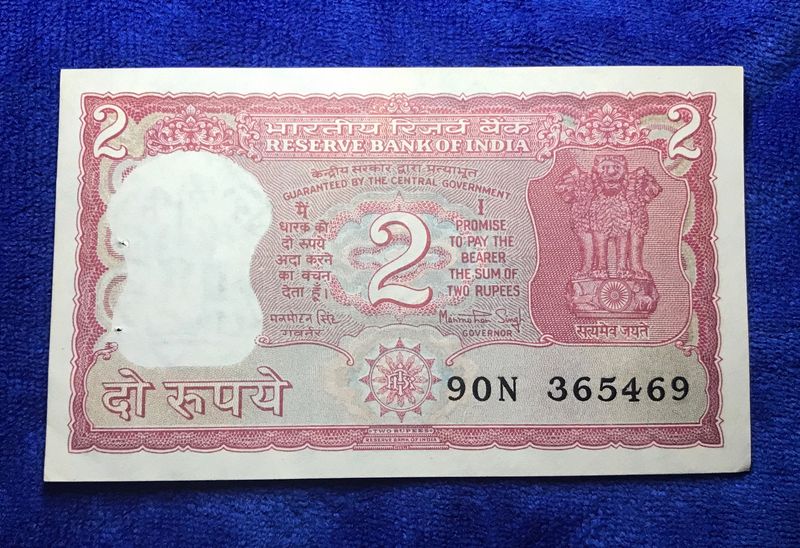 2 2
भारतीय रिज़र्व बैंक
RESERVE BANK OF INDIA
केन्द्रीय सरकार द्वारा प्रत्याभूत
GUARANTEED BY THE CENTRAL GOVERNMENT
मैं
धारक को
दो रुपये
अदा करने
का वचन
देता हूँ।
मनमोहन सिंह
गवर्नर
2
I
PROMISE
TO PAY THE
BEARER
THE SUM OF
TWO RUPEES
Manmohan Singh
GOVERNOR
सत्यमेव जयते
दो रुपये
90N 365469
TWO RUPEES
RESERVE BANK OF INDIA